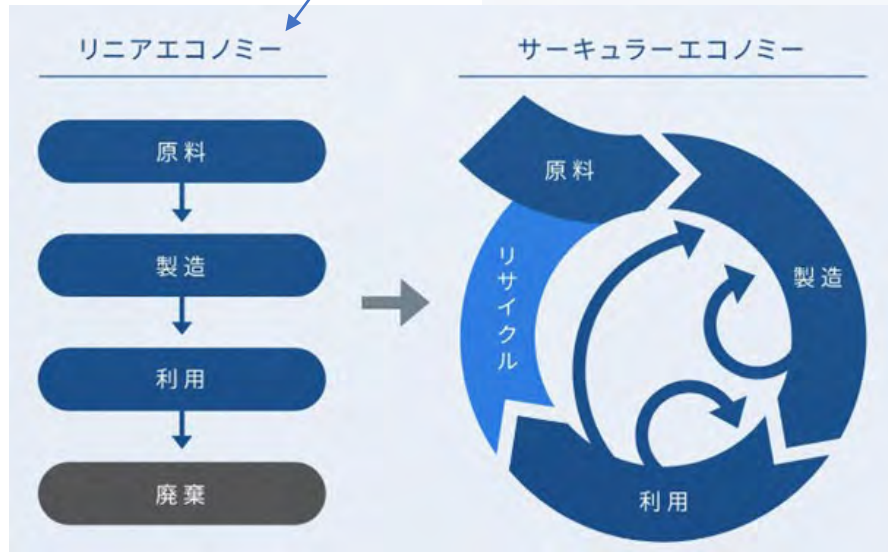 リニアエコノミー
原料
製造
利用
廃棄
サーキュラーエコノミー
原料
製造
利用
リサイクル